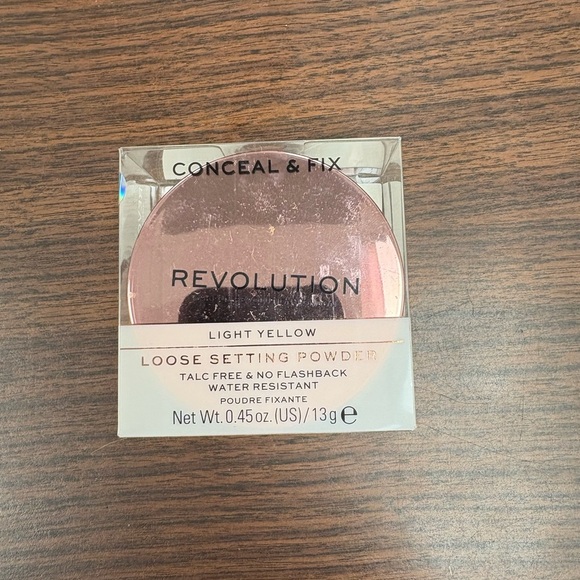 CONCEAL & FIX
REVOLUTION
LIGHT YELLOW
LOOSE SETTING POWDER
TALC FREE & NO FLASHBACK
WATER RESISTANT
POUDRE FIXANTE
Net Wt. 0.45 oz. (US)/13 g ℮